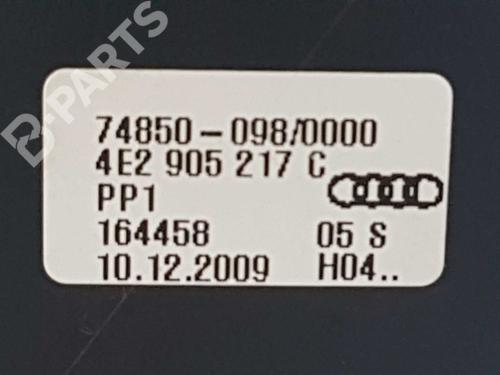 B-PARTS
74850-098/0000
4E2 905 217 C
PP1
164458 05 S
10.12.2009 H04..